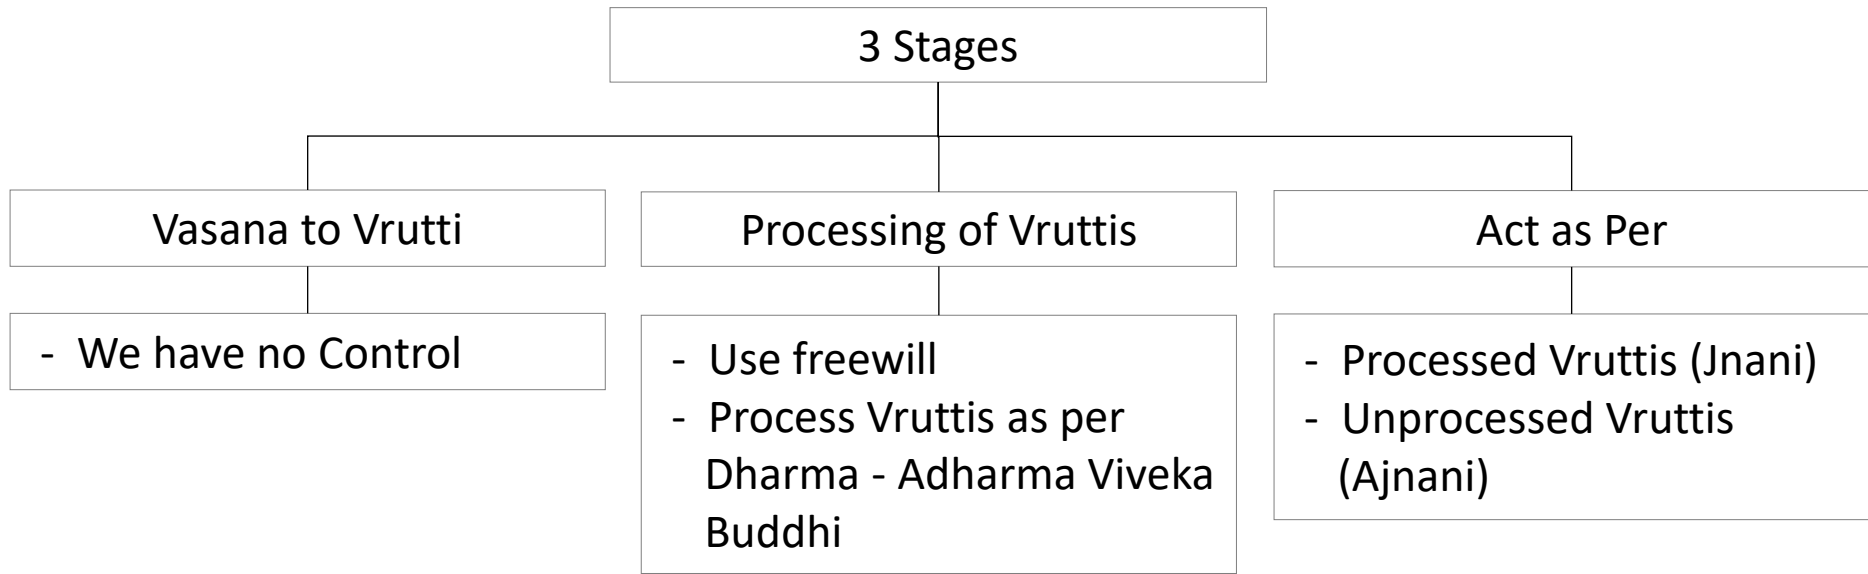 3 Stages
Vasana to Vrutti
Processing of Vruttis
Act as Per
- We have no Control
- Use freewill
- Process Vruttis as per
Dharma - Adharma Viveka
Buddhi
- Processed Vruttis (Jnani)
- Unprocessed Vruttis
(Ajnani)